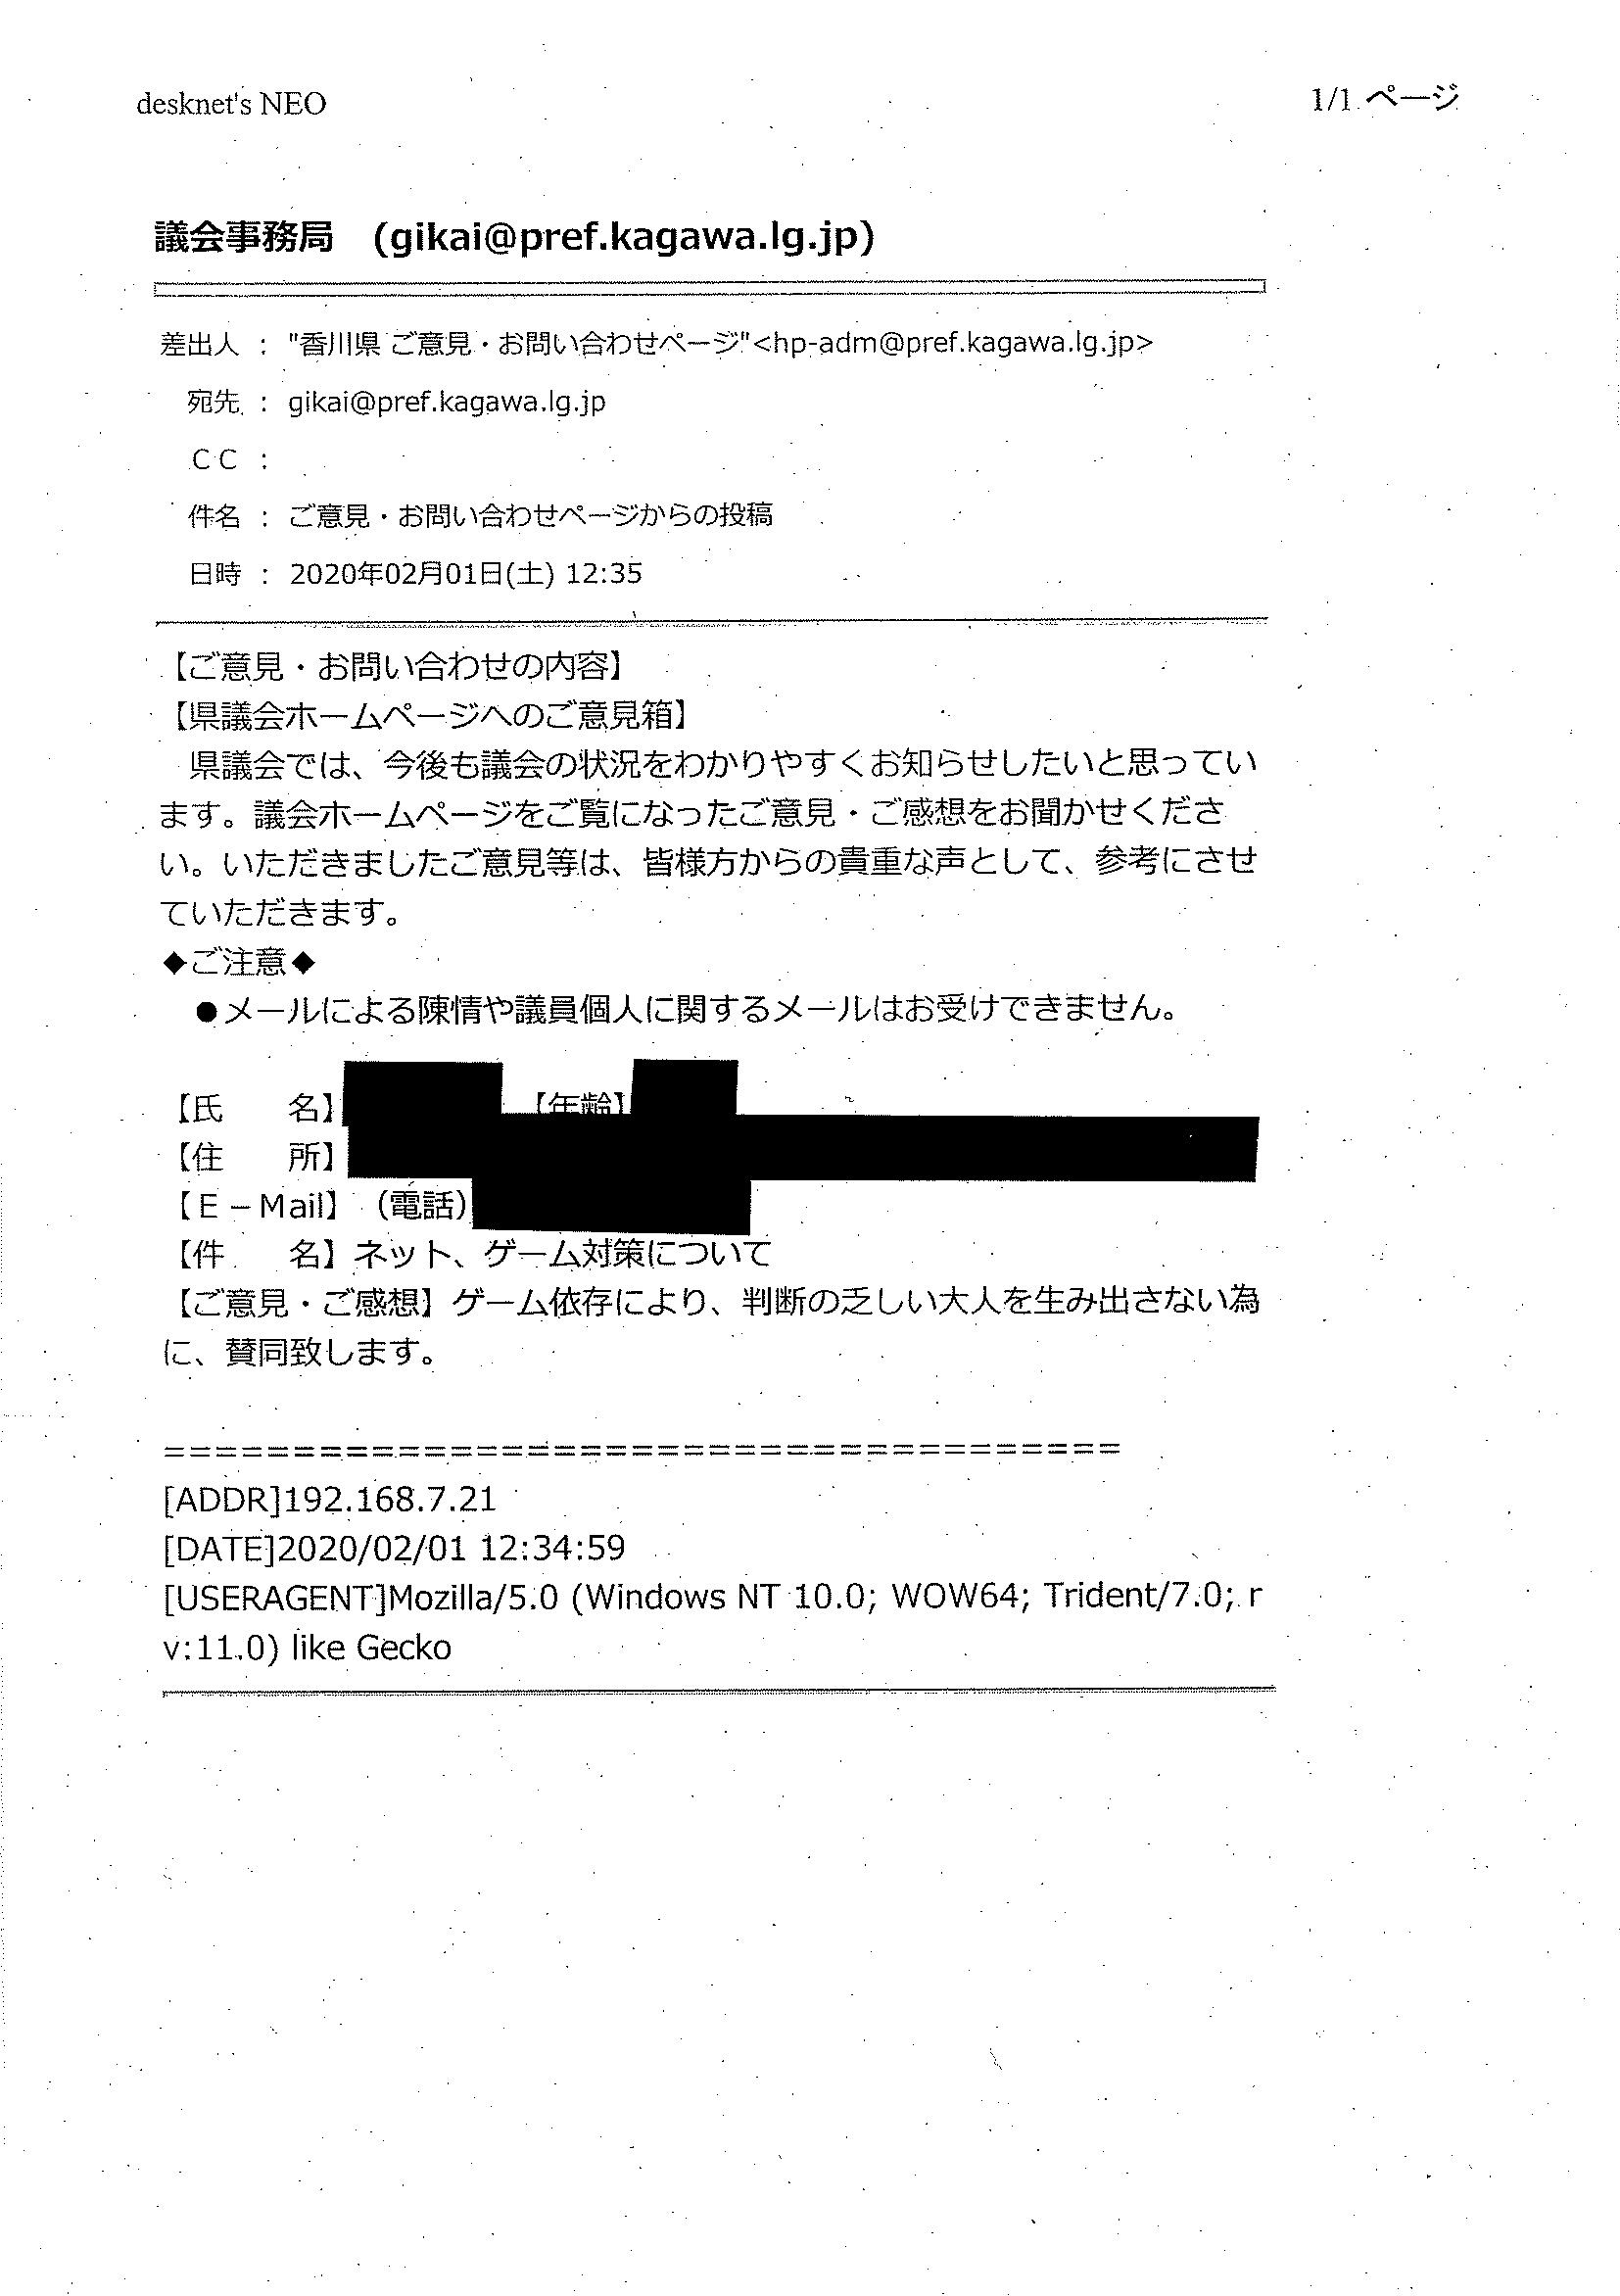 desknet's NEO
1/1 ページ
議会事務局　(gikai@pref.kagawa.lg.jp)
差出人 : "香川県 ご意見・お問い合わせページ"<hp-adm@pref.kagawa.lg.jp>
宛先 : gikai@pref.kagawa.lg.jp
ＣＣ :
件名 : ご意見・お問い合わせページからの投稿
日時 : 2020年02月01日(土) 12:35
【ご意見・お問い合わせの内容】
【県議会ホームページへのご意見箱】
　県議会では、今後も議会の状況をわかりやすくお知らせしたいと思ってい
ます。議会ホームページをご覧になったご意見・ご感想をお聞かせくださ
い。いただきましたご意見等は、皆様方からの貴重な声として、参考にさせ
ていただきます。
◆ご注意◆
　●メールによる陳情や議員個人に関するメールはお受けできません。
【氏　　名】　【年齢】
【住　　所】
【Ｅ－Mail】（電話）
【件　　名】ネット、ゲーム対策について
【ご意見・ご感想】ゲーム依存により、判断の乏しい大人を生み出さない為
に、賛同致します。
=====================================
[ADDR]192.168.7.21
[DATE]2020/02/01 12:34:59
[USERAGENT]Mozilla/5.0 (Windows NT 10.0; WOW64; Trident/7.0; r
v:11.0) like Gecko